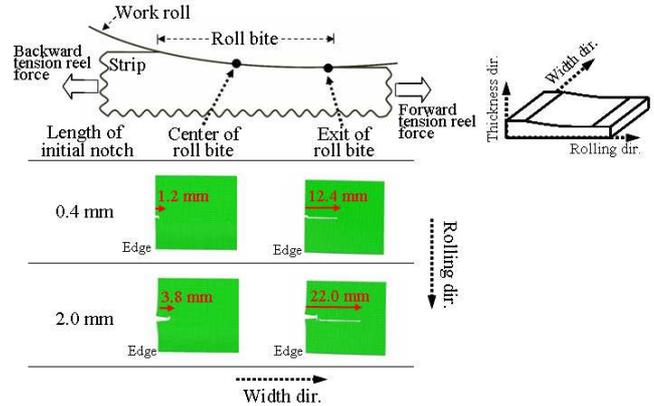 Work roll
Roll bite
Backward
tension reel
force
Strip
Forward
tension reel
force
Thickness dir.
Width dir.
Rolling dir.
Length of
initial notch
Center of
roll bite
Exit of
roll bite
0.4 mm
1.2 mm
Edge
12.4 mm
Edge
2.0 mm
3.8 mm
Edge
22.0 mm
Edge
Rolling dir.
Width dir.